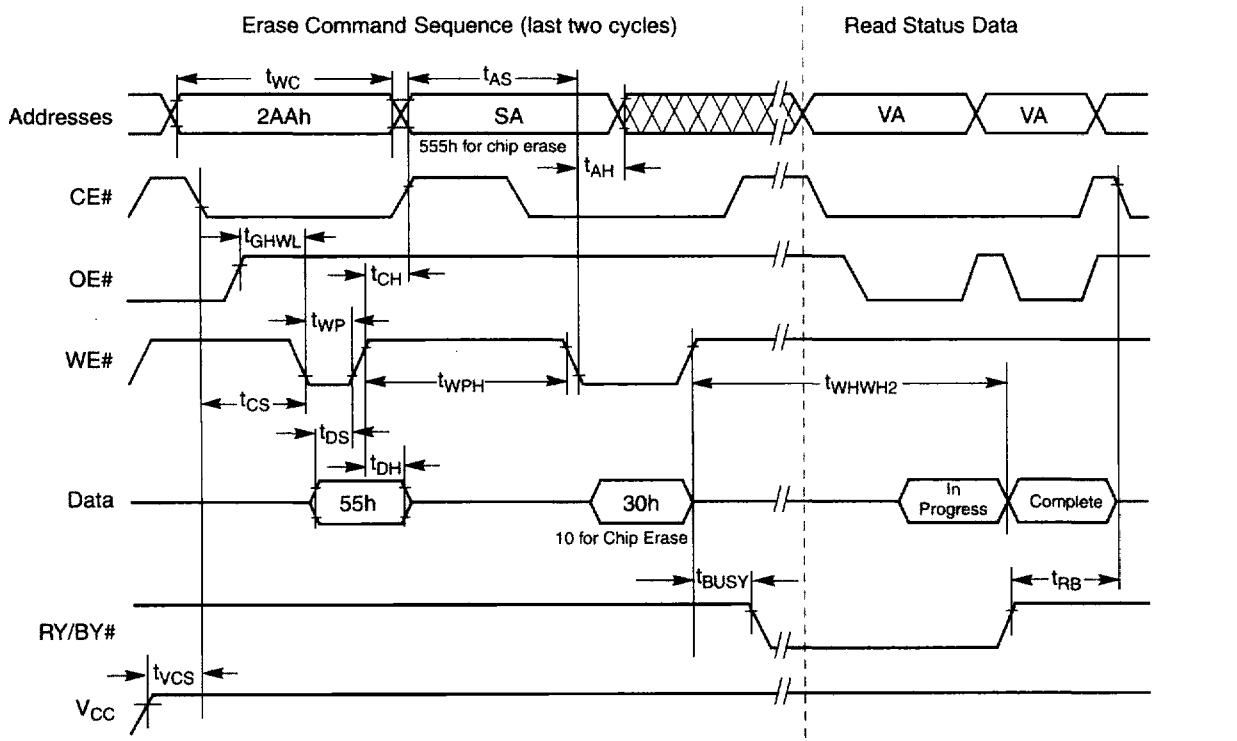 Erase Command Sequence (last two cycles)
Read Status Data
tWC
tAS
Addresses
2AAh
SA
VA
VA
555h for chip erase
tAH
CE#
tGHWL
tCH
OE#
tWP
WE#
tWPH
tWHWH2
tCS
tDS
tDH
Data
55h
30h
In
Progress
Complete
10 for Chip Erase
tBUSY
tRB
RY/BY#
tVCS
VCC